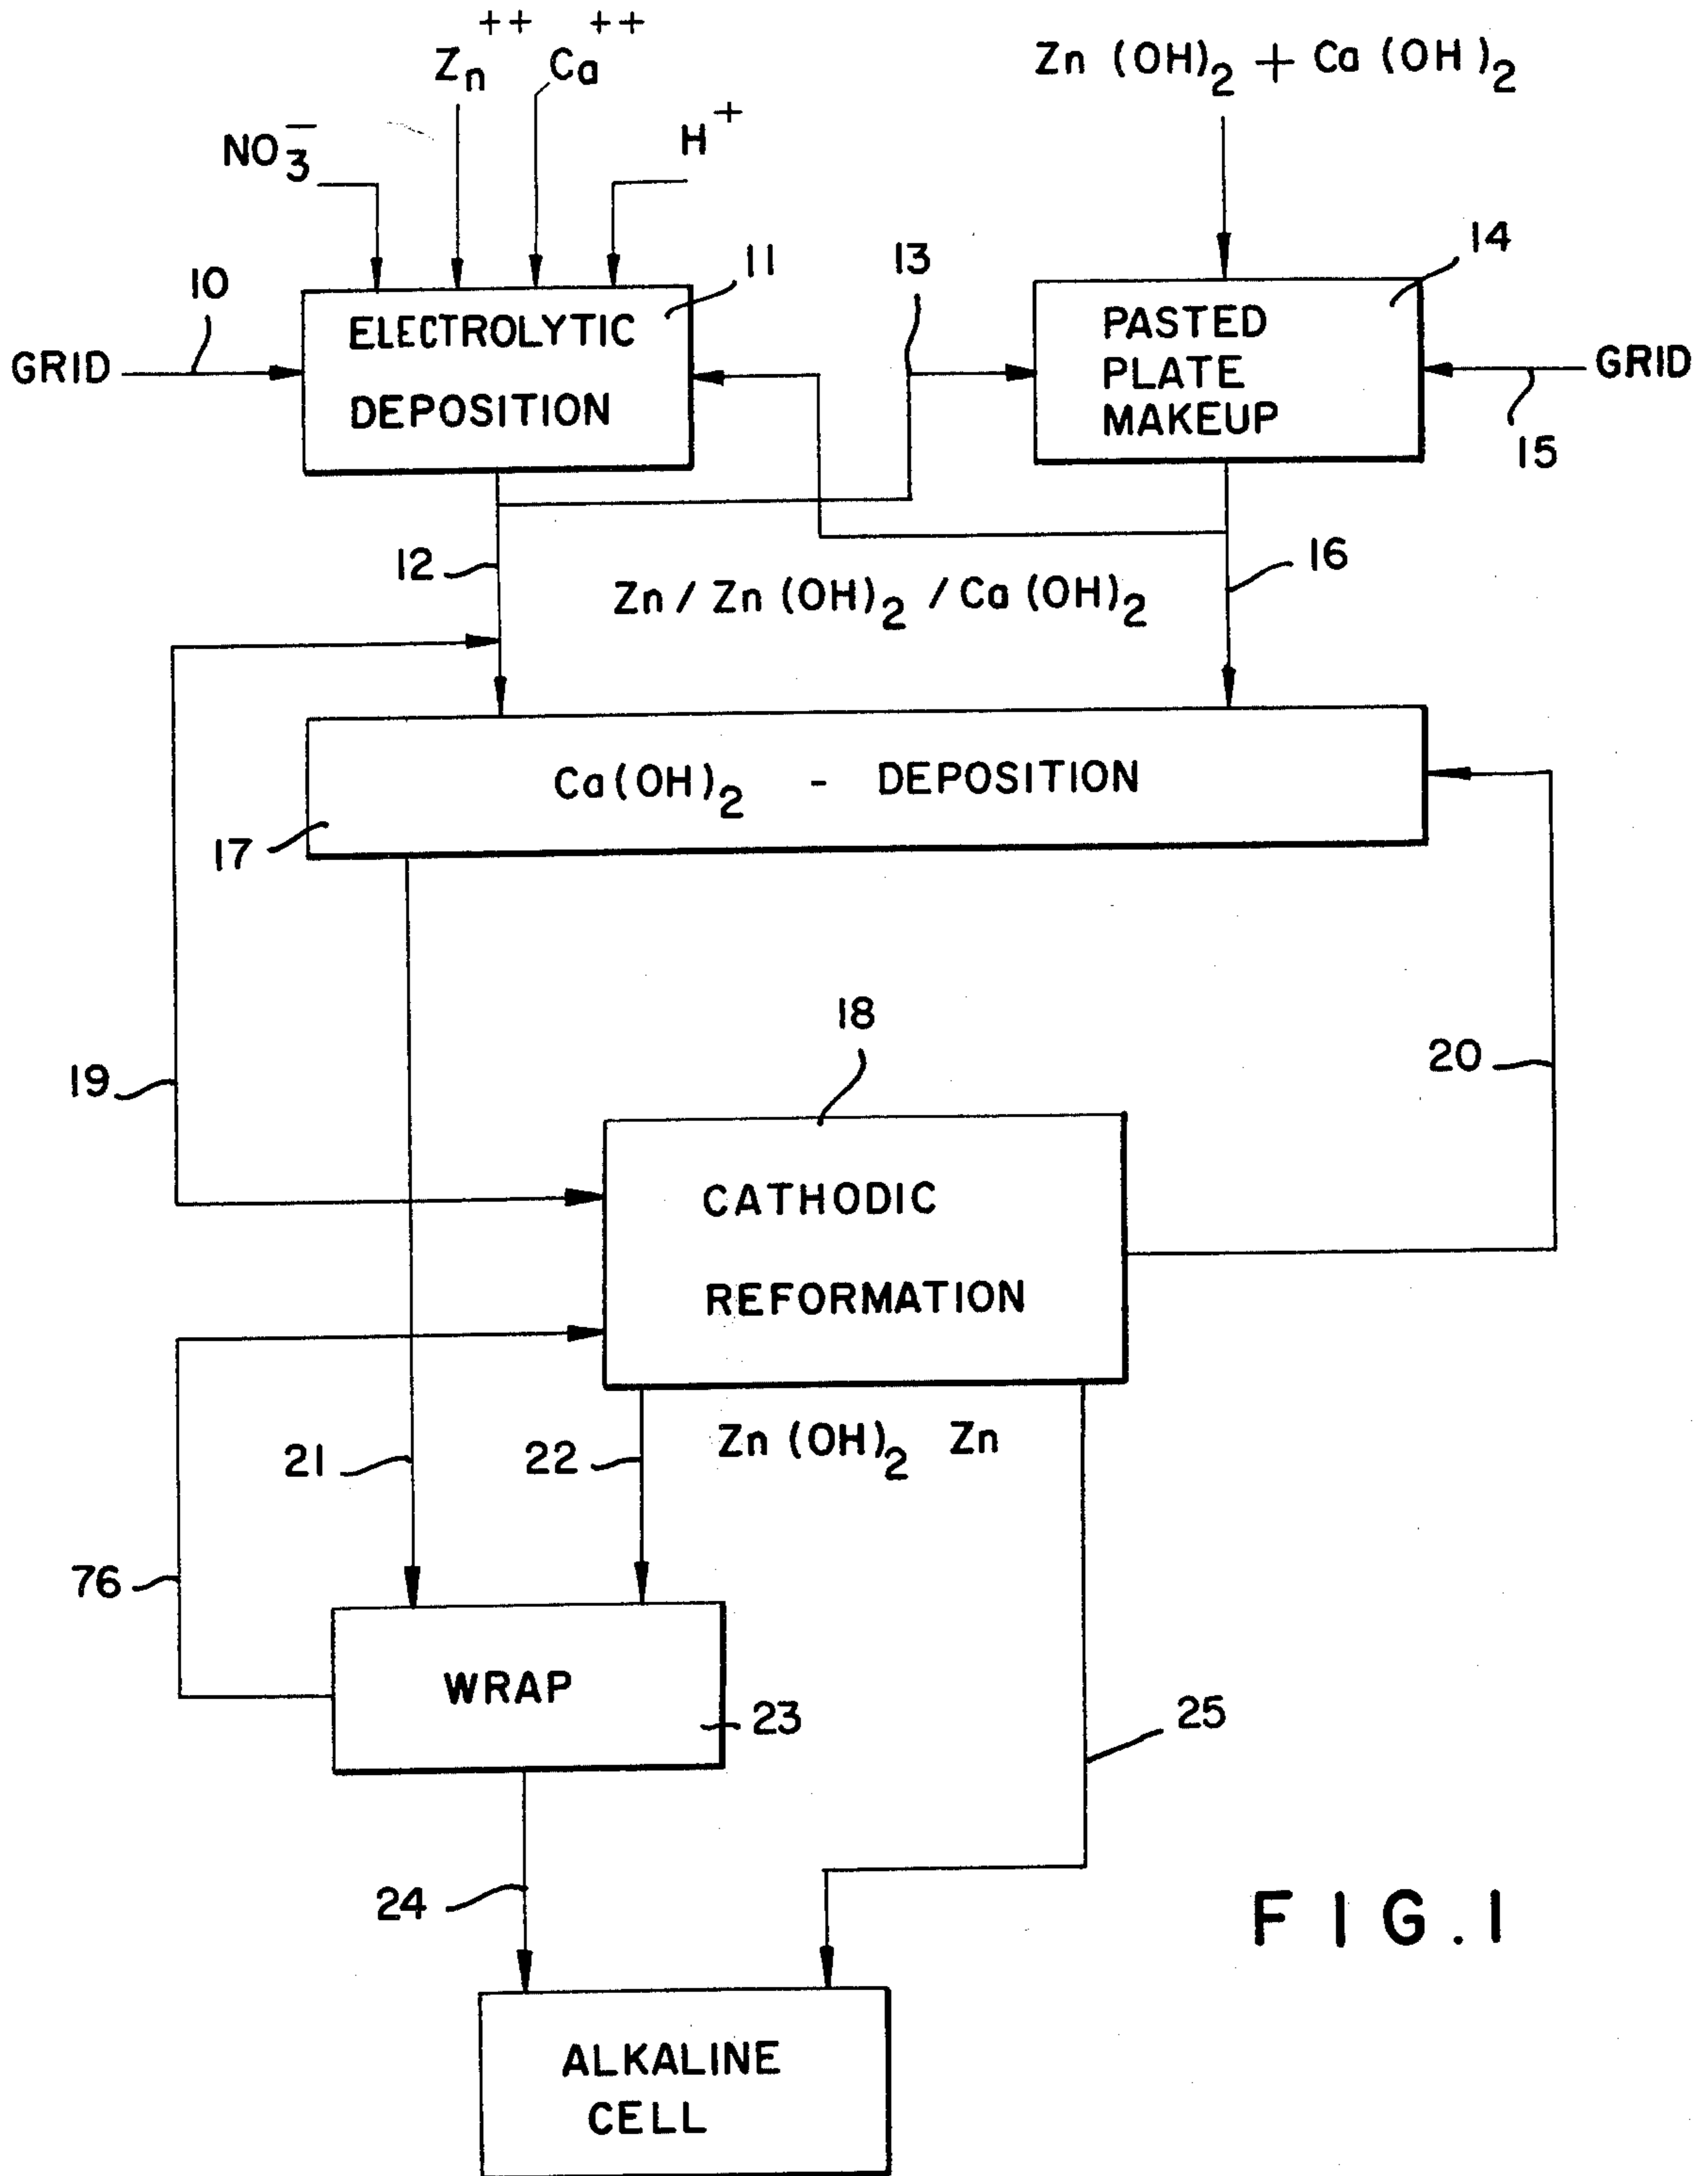 ++ ++
Zn Ca
Zn (OH)2 + Ca (OH)2
NO3−
H+
10
11
13
14
GRID
ELECTROLYTIC
DEPOSITION
PASTED
PLATE
MAKEUP
GRID
15
12
16
Zn / Zn (OH)2 / Ca (OH)2
Ca(OH)2 - DEPOSITION
17
18
19
20
CATHODIC
REFORMATION
21
22
Zn (OH)2 Zn
76
WRAP
23
25
24
FIG. 1
ALKALINE
CELL